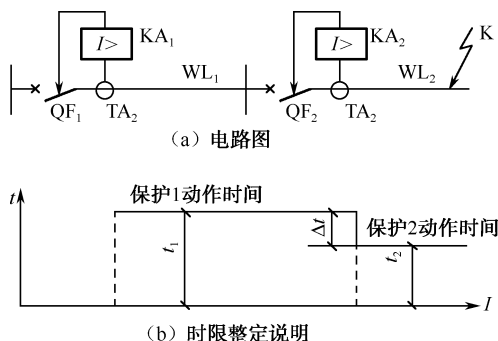 I> KA₁ I> KA₂ K
WL₁ WL₂
QF₁ TA₂ QF₂ TA₂
（a）电路图
t 保护1动作时间
Δt 保护2动作时间
t₁ t₂
I
（b）时限整定说明